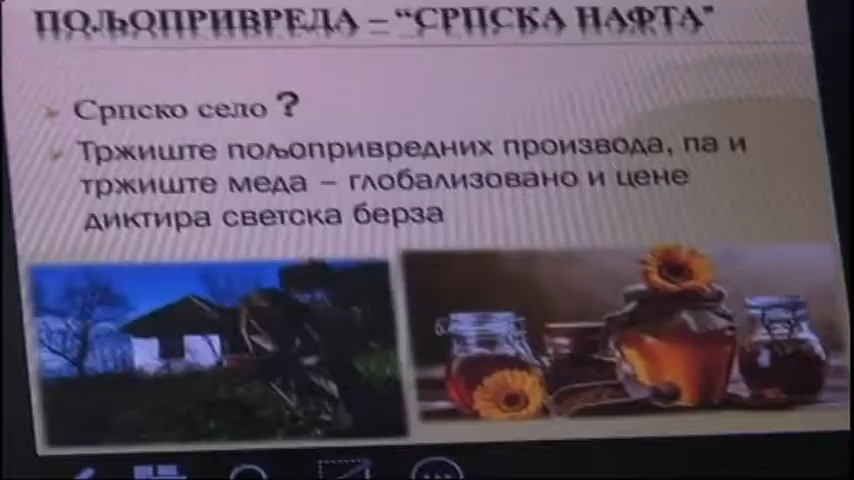 ПОЉОПРИВРЕДА – “СРПСКА НАФТА”
Српско село ?
Тржиште пољопривредних производа, па и
тржиште меда – глобализовано и цене
диктира светска берза